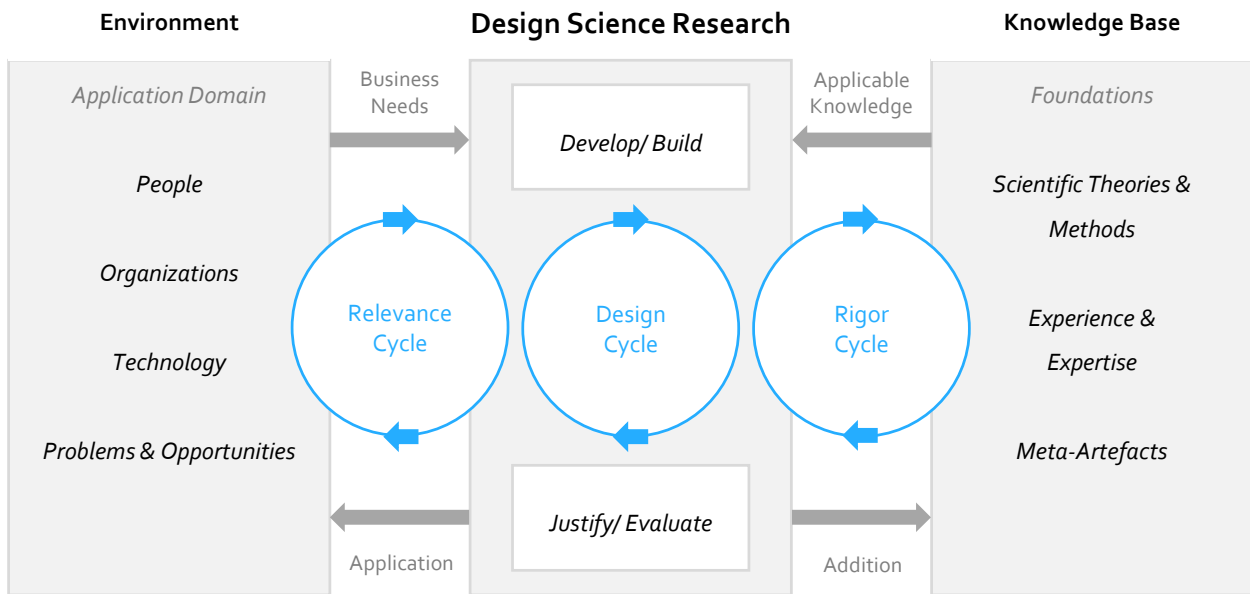 Environment
Design Science Research
Knowledge Base
Application Domain
People
Organizations
Technology
Problems & Opportunities
Business
Needs
Relevance
Cycle
Application
Develop/ Build
Design
Cycle
Justify/ Evaluate
Applicable
Knowledge
Rigor
Cycle
Addition
Foundations
Scientific Theories &
Methods
Experience &
Expertise
Meta-Artefacts